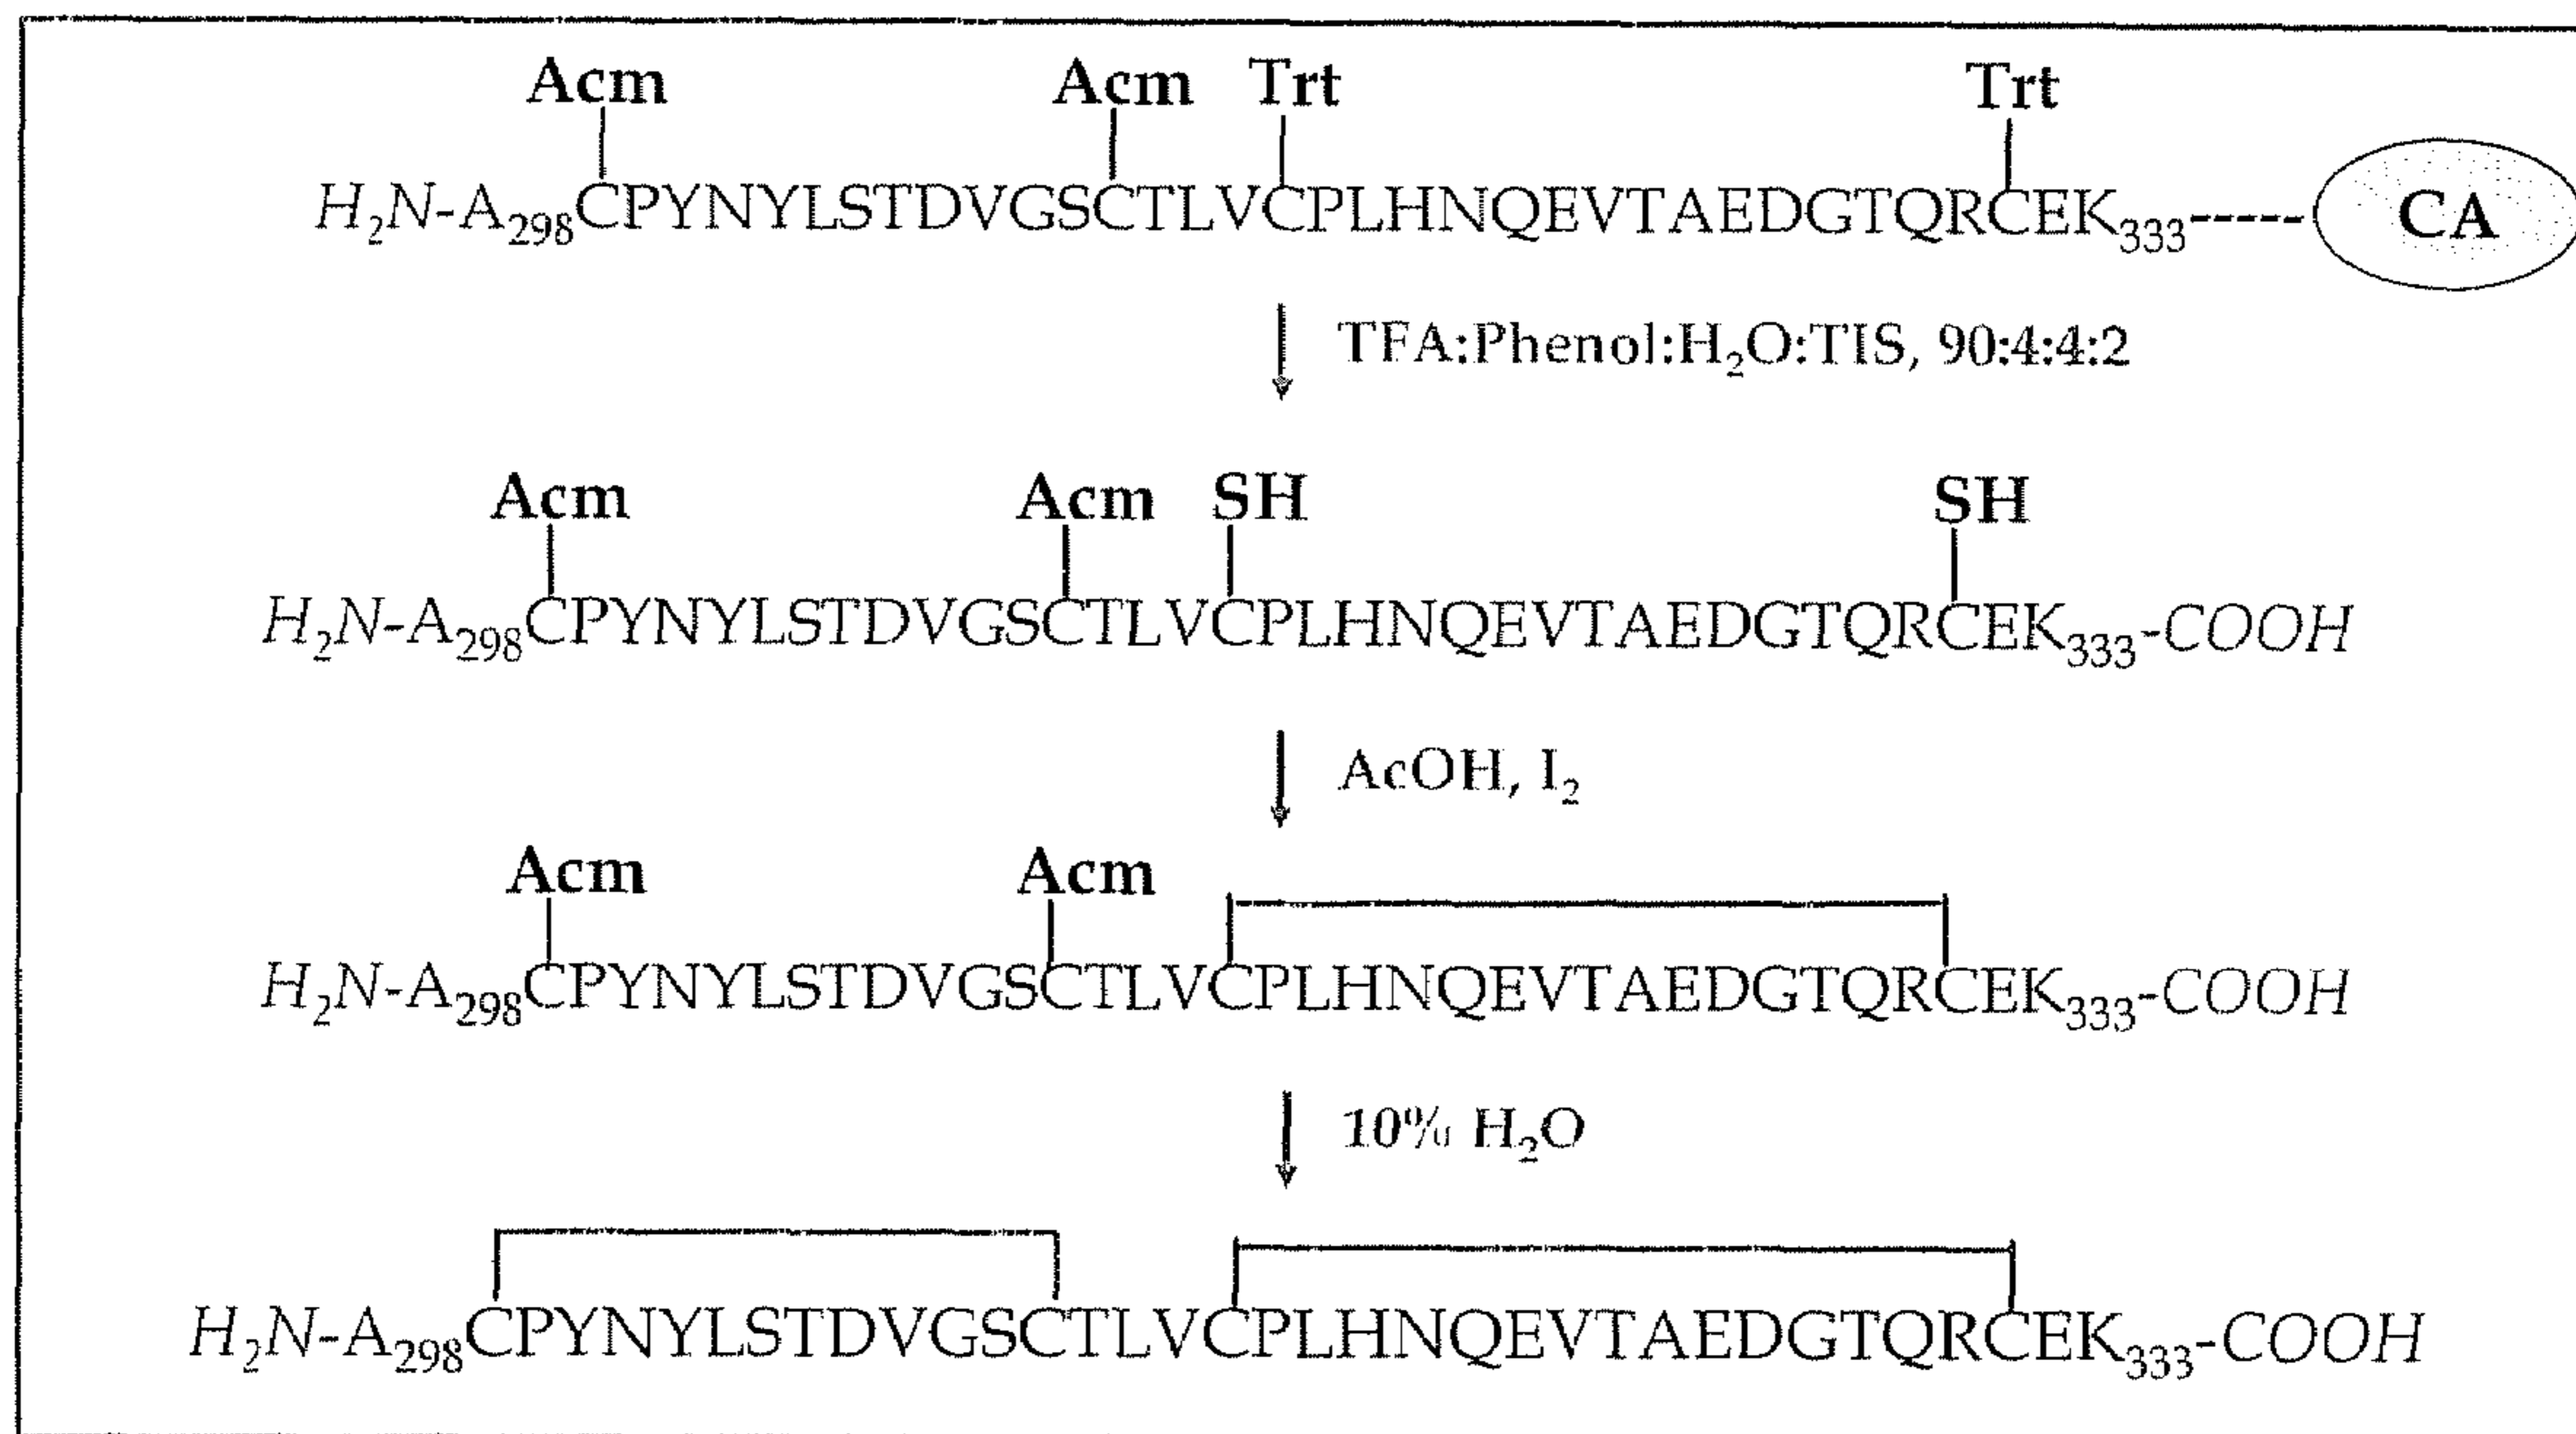 Acm Acm Trt Trt
H₂N-A₂₉₈CPYNYLSTDVGSCTLVCPLHNQEVTAEDGTQRCEK₃₃₃----- CA
TFA:Phenol:H₂O:TIS, 90:4:4:2
Acm Acm SH SH
H₂N-A₂₉₈CPYNYLSTDVGSCTLVCPLHNQEVTAEDGTQRCEK₃₃₃-COOH
AcOH, I₂
Acm Acm
H₂N-A₂₉₈CPYNYLSTDVGSCTLVCPLHNQEVTAEDGTQRCEK₃₃₃-COOH
10% H₂O
H₂N-A₂₉₈CPYNYLSTDVGSCTLVCPLHNQEVTAEDGTQRCEK₃₃₃-COOH